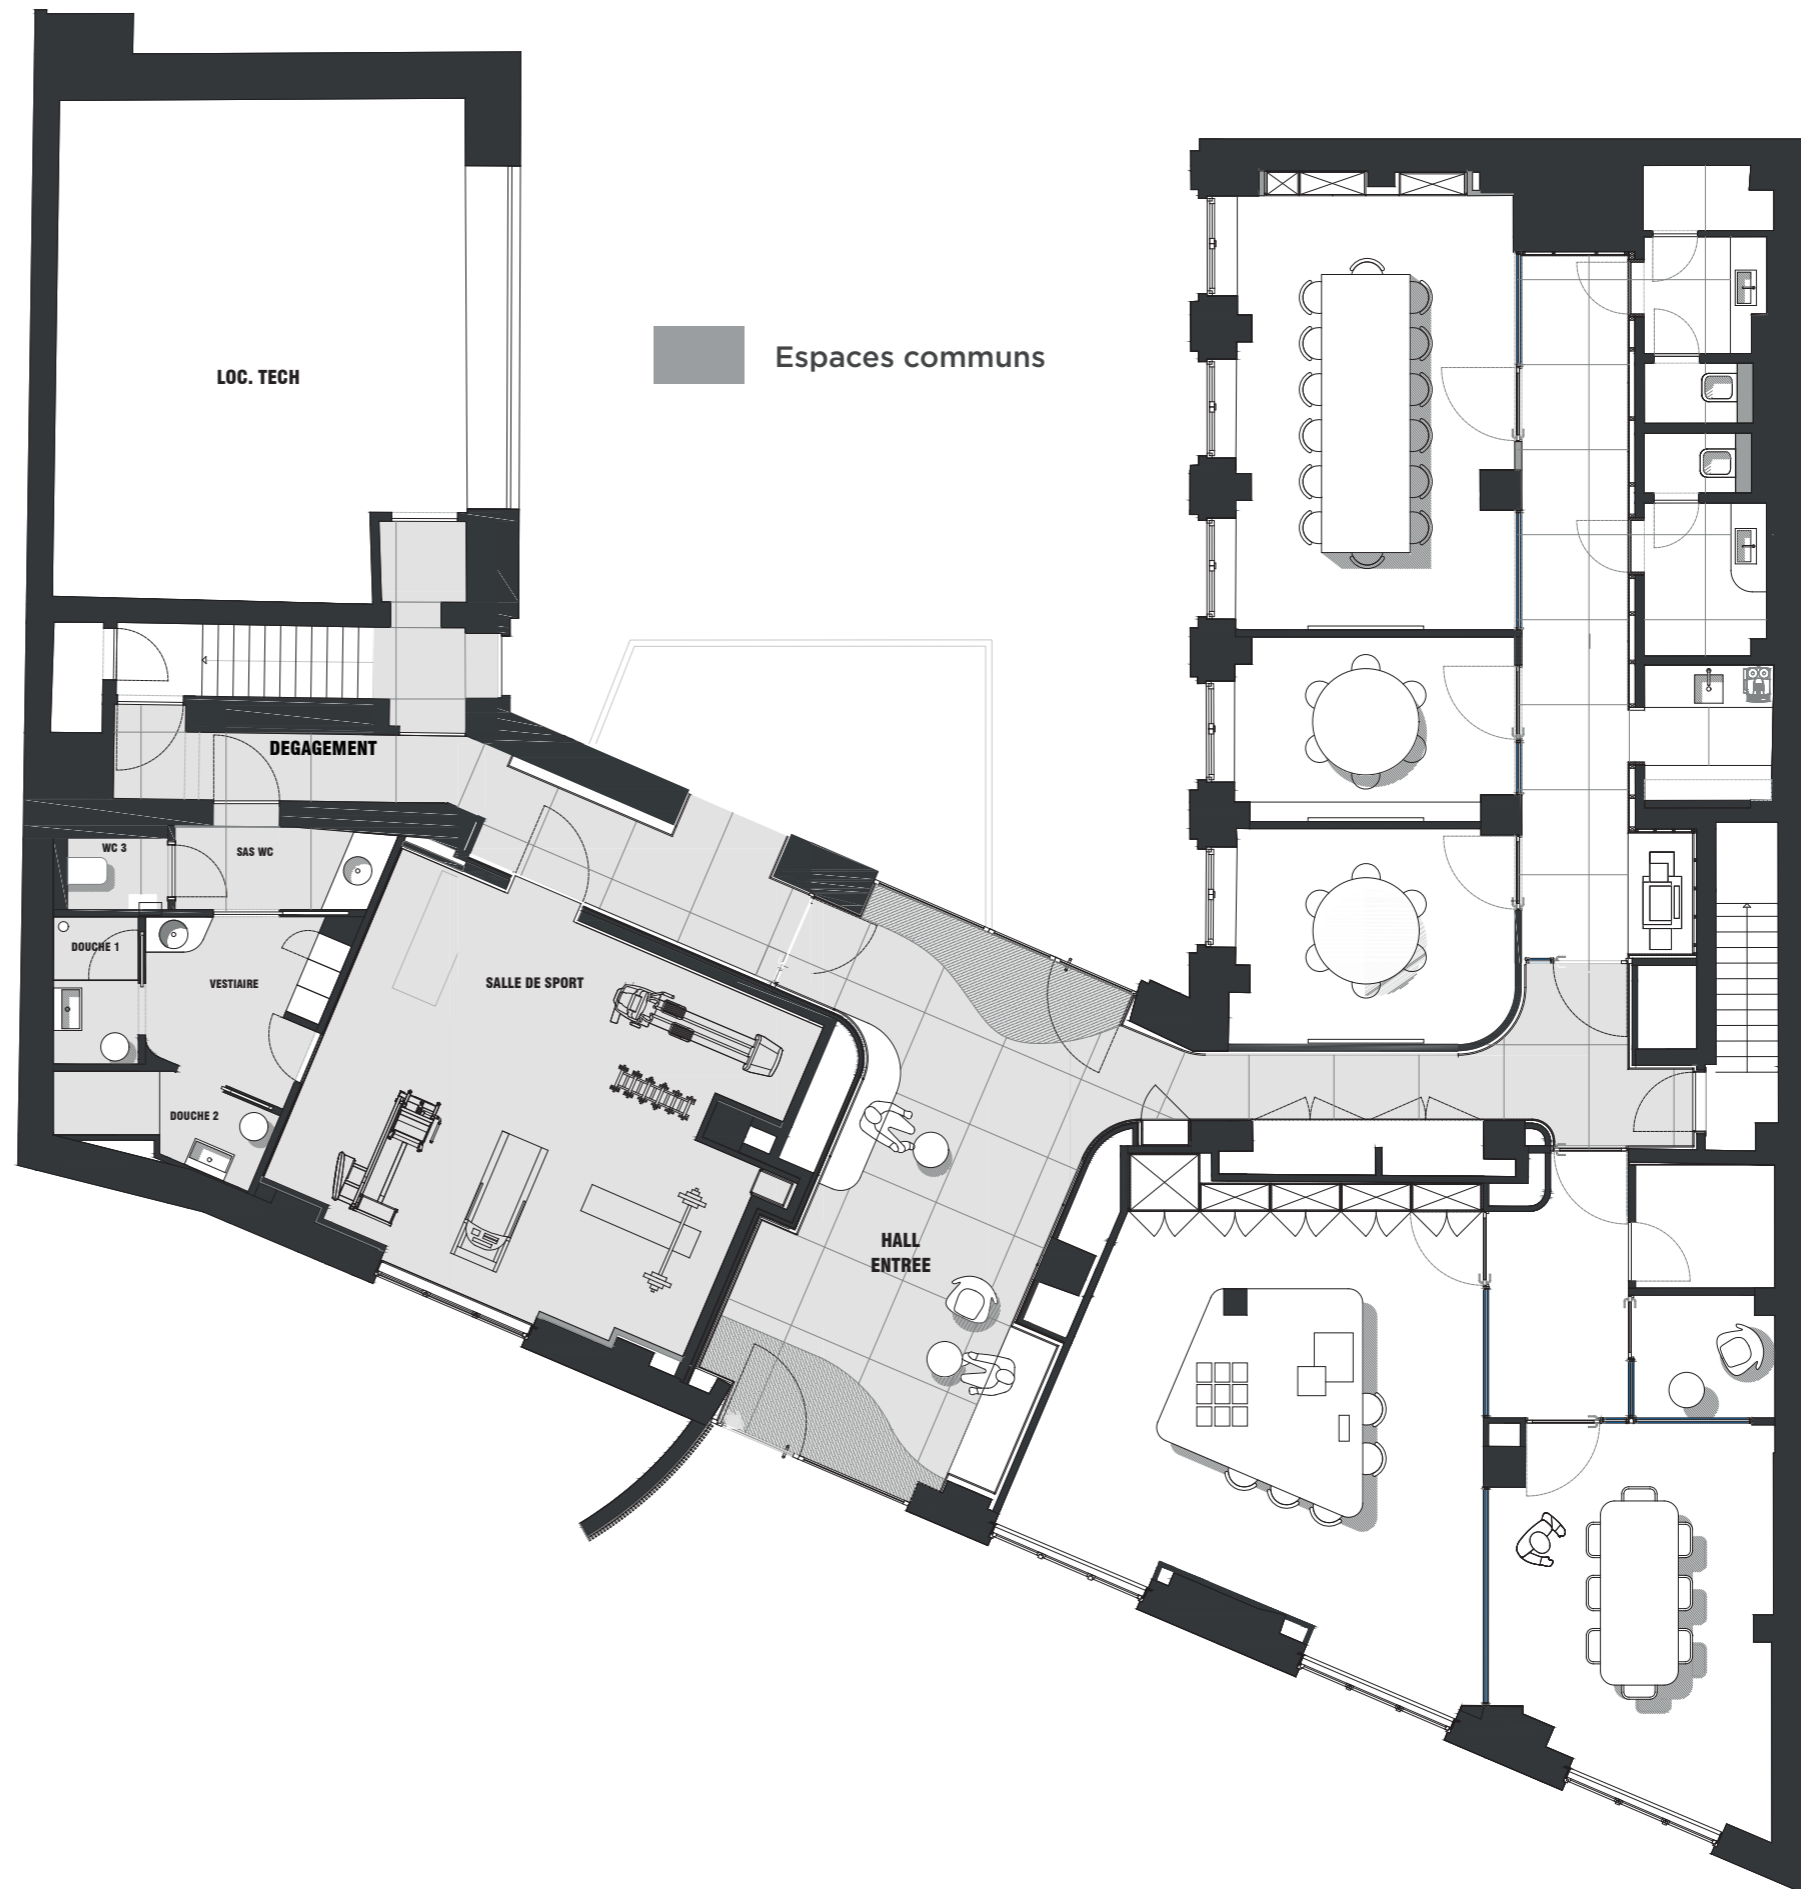 LOC. TECH
Espaces communs
DEGAGEMENT
WC 3
SAS WC
DOUCHE 1
VESTIAIRE
SALLE DE SPORT
DOUCHE 2
HALL
ENTREE